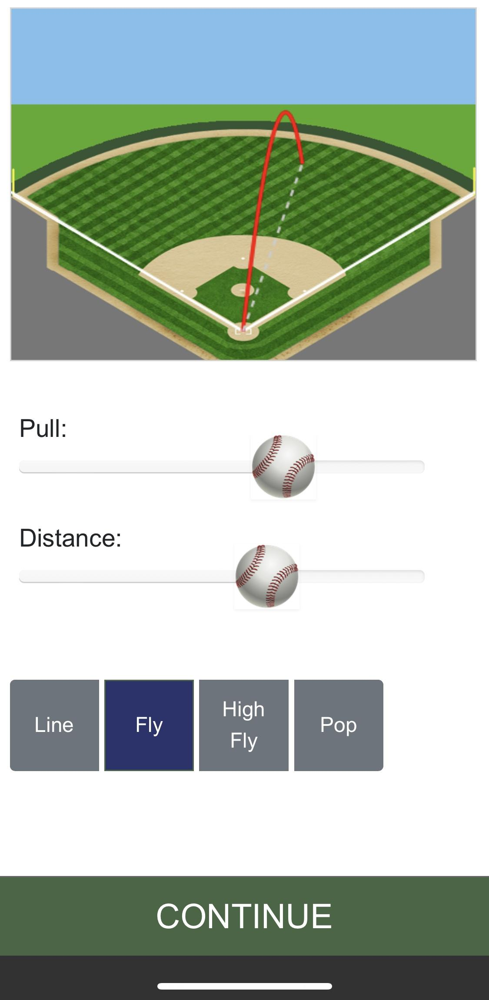 Pull:
Distance:
Line
Fly
High
Fly
Pop
CONTINUE